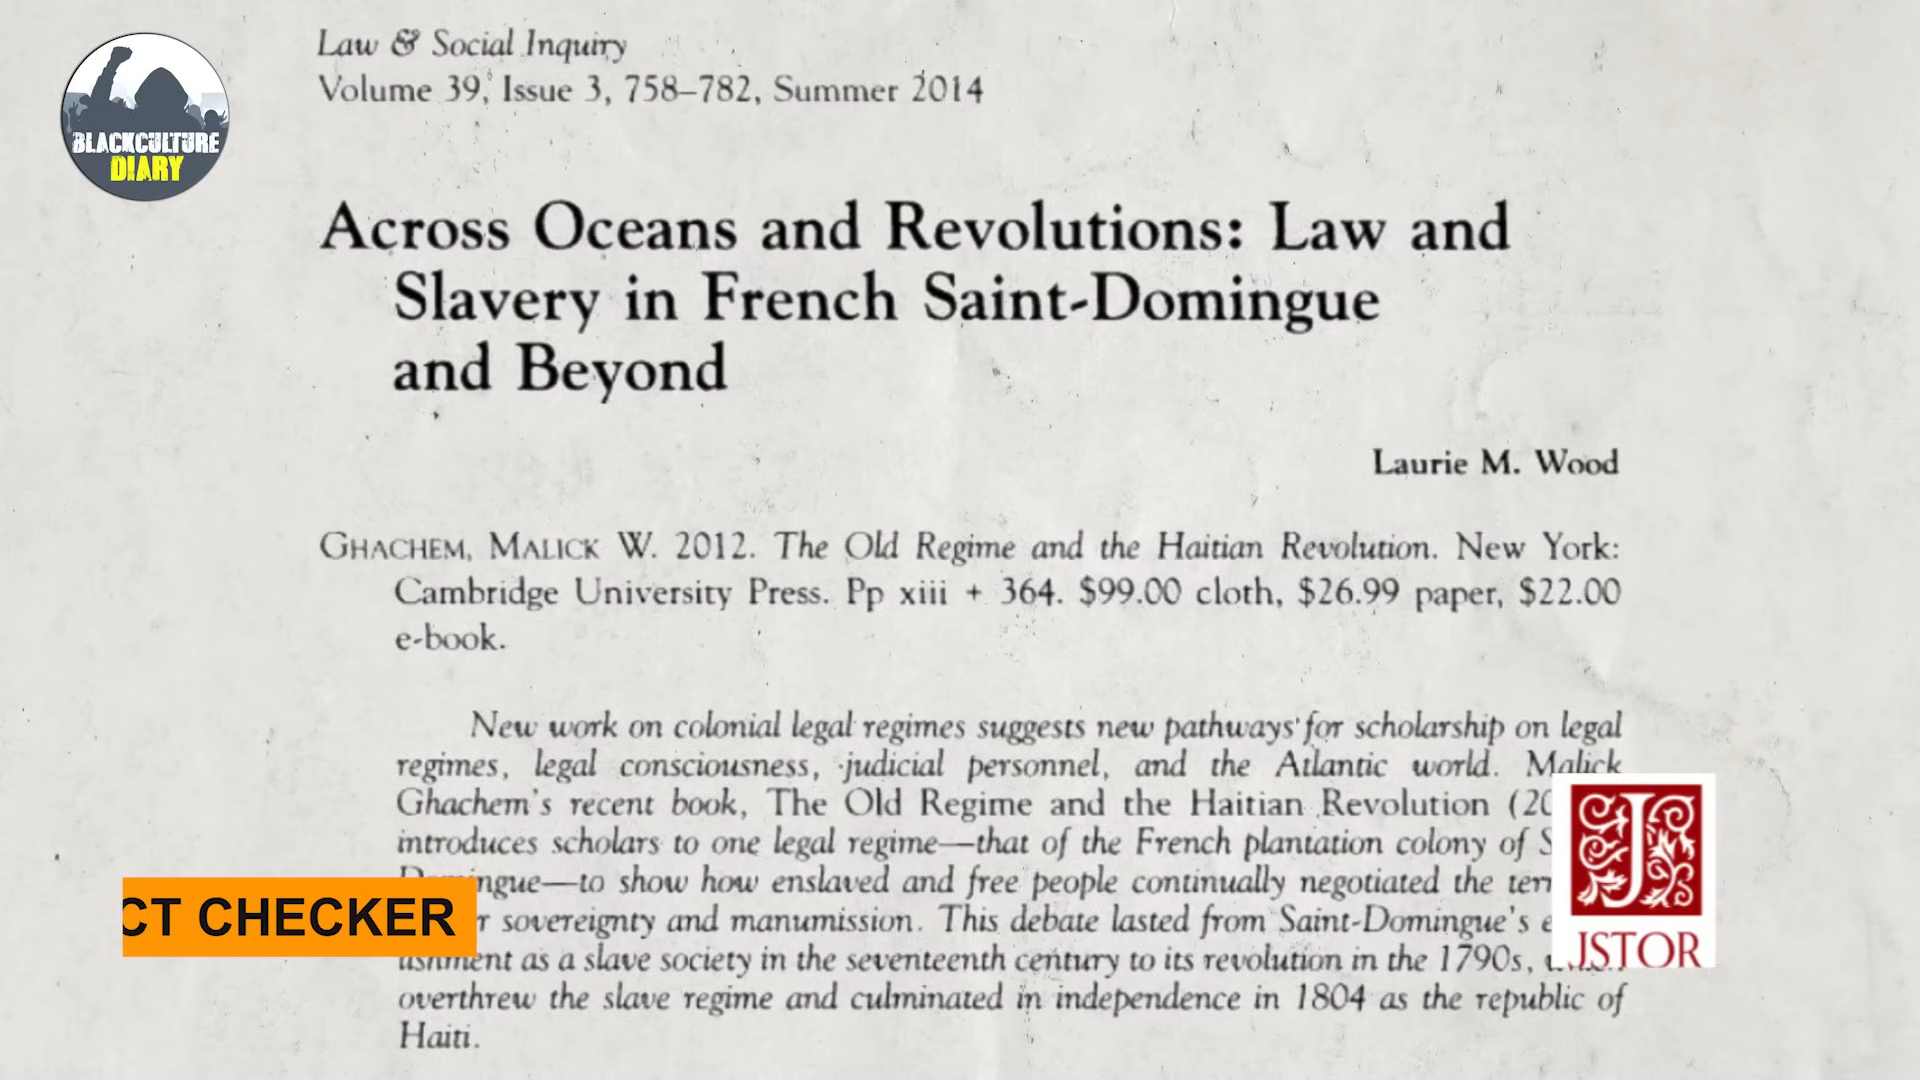 Law & Social Inquiry
Volume 39, Issue 3, 758–782, Summer 2014
BLACKCULTURE
DIARY
Across Oceans and Revolutions: Law and
Slavery in French Saint-Domingue
and Beyond
Laurie M. Wood
GHACHEM, MALICK W. 2012. The Old Regime and the Haitian Revolution. New York:
Cambridge University Press. Pp xiii + 364. $99.00 cloth, $26.99 paper, $22.00
e-book.
New work on colonial legal regimes suggests new pathways for scholarship on legal
regimes, legal consciousness, judicial personnel, and the Atlantic world. Malick
Ghachem's recent book, The Old Regime and the Haitian Revolution (20
introduces scholars to one legal regime—that of the French plantation colony of S
ngue—to show how enslaved and free people continually negotiated the ter
r sovereignty and manumission. This debate lasted from Saint-Domingue's e
ishment as a slave society in the seventeenth century to its revolution in the 1790s,
overthrew the slave regime and culminated in independence in 1804 as the republic of
Haiti.
CT CHECKER
JSTOR